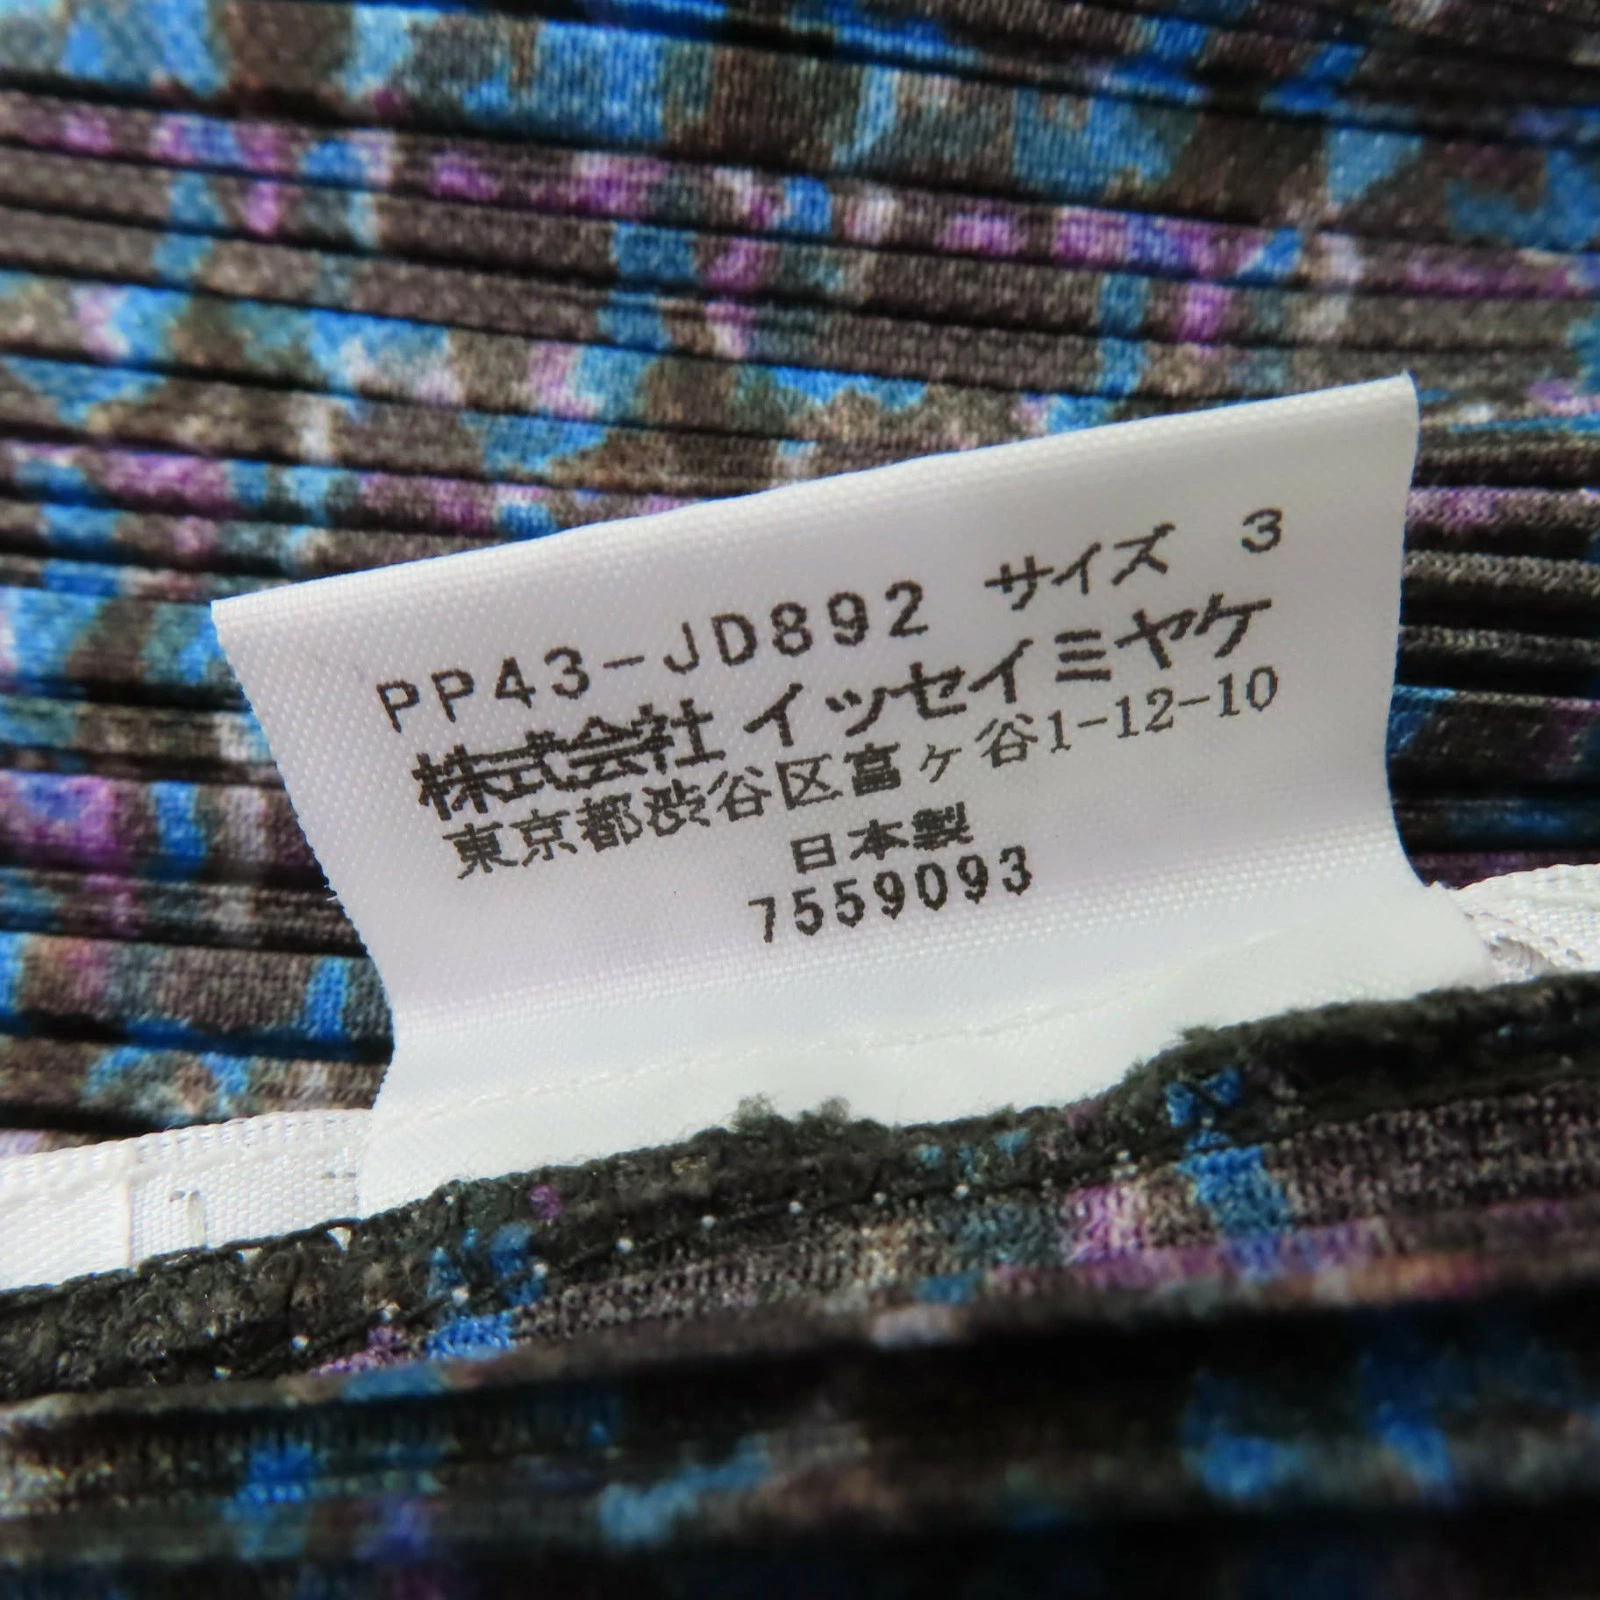 PP43-JD892 サイズ 3
株式会社 イッセイミヤケ
東京都渋谷区富ヶ谷1-12-10
日本製
7559093